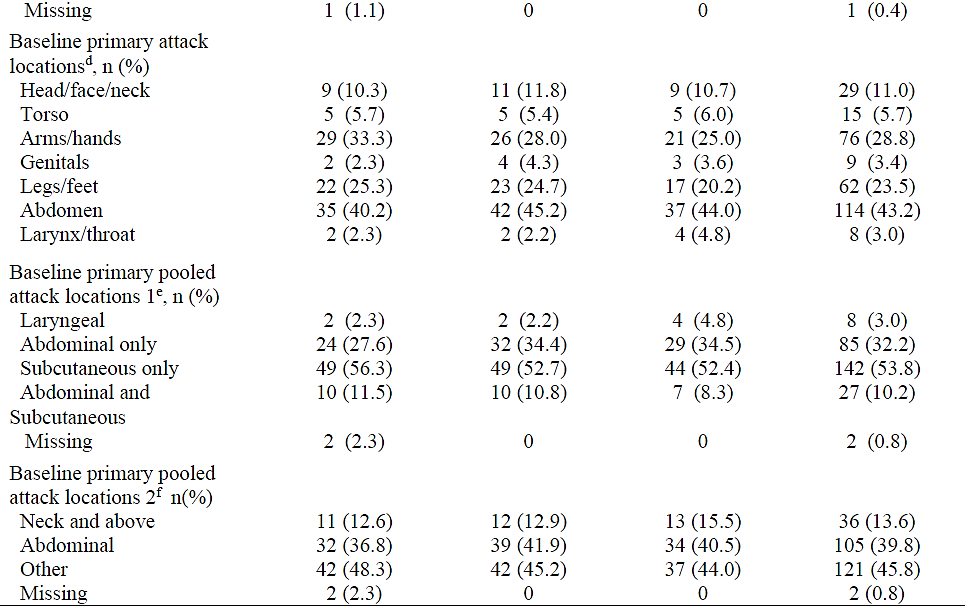 Missing 1 (1.1) 0 0 1 (0.4)
Baseline primary attack
locationsd, n (%)
Head/face/neck 9 (10.3) 11 (11.8) 9 (10.7) 29 (11.0)
Torso 5 (5.7) 5 (5.4) 5 (6.0) 15 (5.7)
Arms/hands 29 (33.3) 26 (28.0) 21 (25.0) 76 (28.8)
Genitals 2 (2.3) 4 (4.3) 3 (3.6) 9 (3.4)
Legs/feet 22 (25.3) 23 (24.7) 17 (20.2) 62 (23.5)
Abdomen 35 (40.2) 42 (45.2) 37 (44.0) 114 (43.2)
Larynx/throat 2 (2.3) 2 (2.2) 4 (4.8) 8 (3.0)
Baseline primary pooled
attack locations 1e, n (%)
Laryngeal 2 (2.3) 2 (2.2) 4 (4.8) 8 (3.0)
Abdominal only 24 (27.6) 32 (34.4) 29 (34.5) 85 (32.2)
Subcutaneous only 49 (56.3) 49 (52.7) 44 (52.4) 142 (53.8)
Abdominal and 10 (11.5) 10 (10.8) 7 (8.3) 27 (10.2)
Subcutaneous
Missing 2 (2.3) 0 0 2 (0.8)
Baseline primary pooled
attack locations 2f n(%)
Neck and above 11 (12.6) 12 (12.9) 13 (15.5) 36 (13.6)
Abdominal 32 (36.8) 39 (41.9) 34 (40.5) 105 (39.8)
Other 42 (48.3) 42 (45.2) 37 (44.0) 121 (45.8)
Missing 2 (2.3) 0 0 2 (0.8)